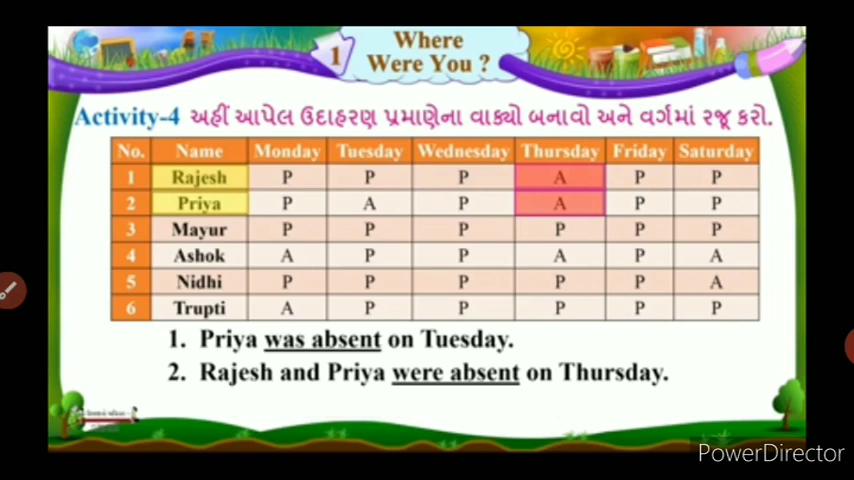 1
Where
Were You ?
Activity-4 અહીં આપેલ ઉદાહરણ પ્રમાણેના વાક્યો બનાવો અને વર્ગમાં રજૂ કરો.
No. Name Monday Tuesday Wednesday Thursday Friday Saturday
1 Rajesh P P P A P P
2 Priya P A P A P P
3 Mayur P P P P P P
4 Ashok A P P A P A
5 Nidhi P P P P P A
6 Trupti A P P P P P
1. Priya was absent on Tuesday.
2. Rajesh and Priya were absent on Thursday.
PowerDirector